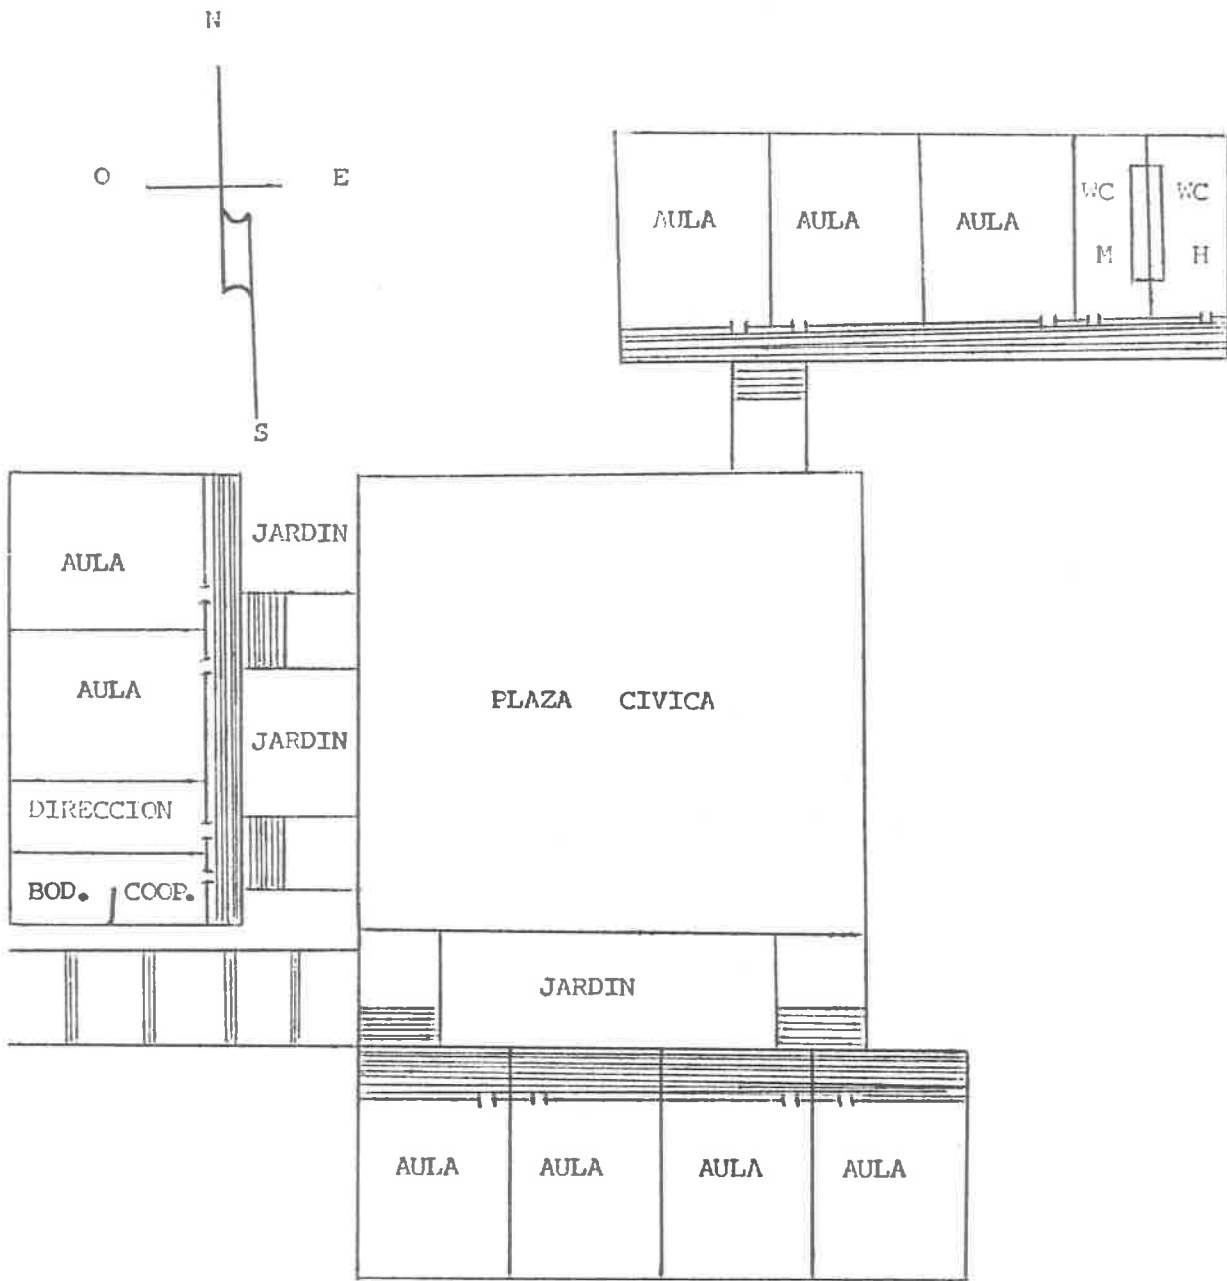 N
O E
S
AULA AULA AULA WC WC
M H
JARDIN
AULA
AULA
PLAZA CIVICA
JARDIN
DIRECCION
BOD. COOP.
JARDIN
AULA AULA AULA AULA